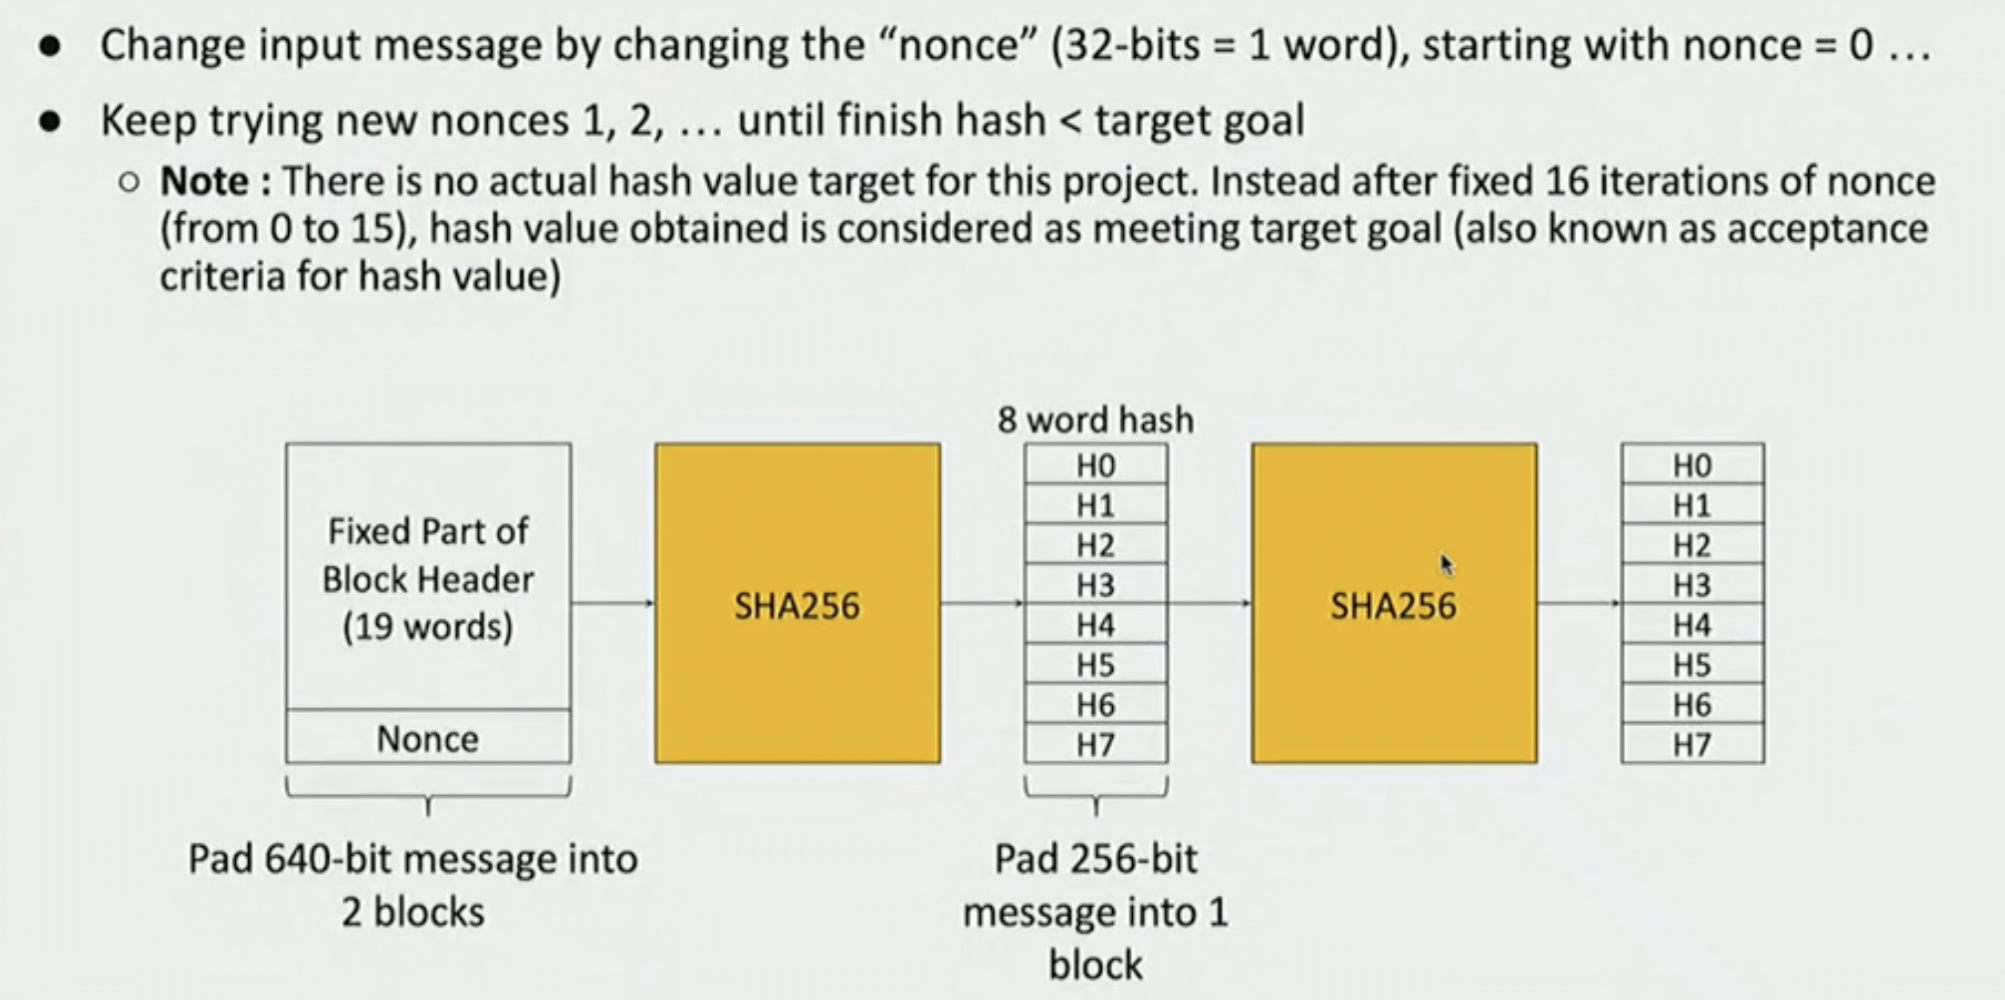 ● Change input message by changing the “nonce” (32-bits = 1 word), starting with nonce = 0 …
● Keep trying new nonces 1, 2, … until finish hash < target goal
○ Note : There is no actual hash value target for this project. Instead after fixed 16 iterations of nonce
(from 0 to 15), hash value obtained is considered as meeting target goal (also known as acceptance
criteria for hash value)
Fixed Part of
Block Header
(19 words)
Nonce
Pad 640-bit message into
2 blocks
SHA256
8 word hash
H0
H1
H2
H3
H4
H5
H6
H7
Pad 256-bit
message into 1
block
SHA256
H0
H1
H2
H3
H4
H5
H6
H7